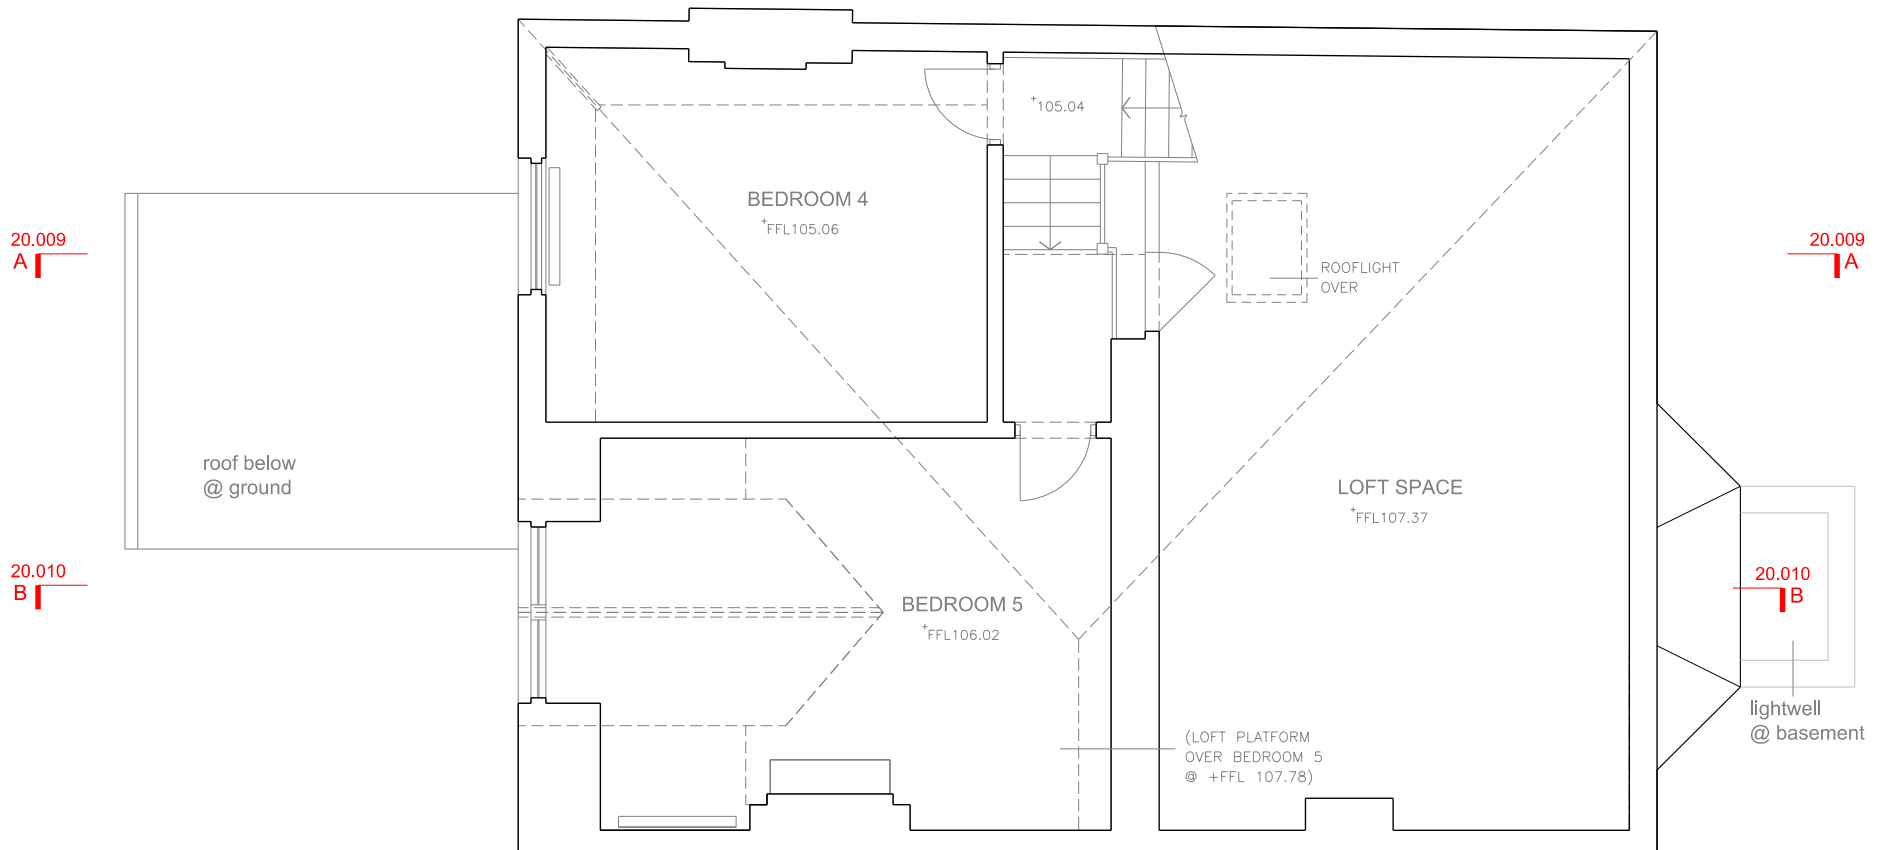 +105.04
BEDROOM 4
+FFL105.06
20.009
A
20.009
A
ROOFLIGHT
OVER
roof below
@ ground
LOFT SPACE
+FFL107.37
20.010
B
20.010
B
BEDROOM 5
+FFL106.02
lightwell
@ basement
(LOFT PLATFORM
OVER BEDROOM 5
@ +FFL 107.78)